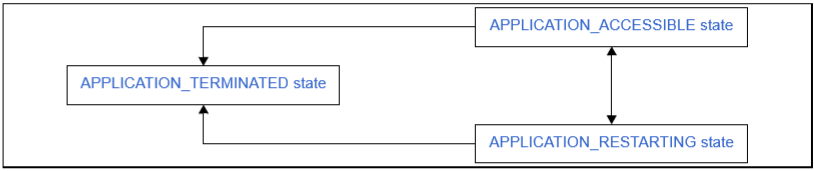 APPLICATION_ACCESSIBLE state
APPLICATION_TERMINATED state
APPLICATION_RESTARTING state